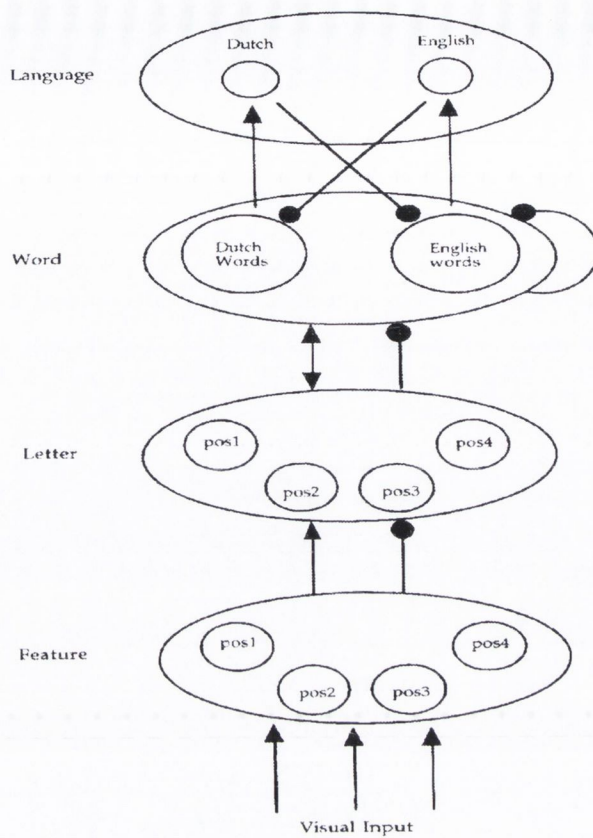 Dutch English
Language
Word
Dutch
Words
English
words
Letter
pos1 pos4
pos2 pos3
Feature
pos1 pos4
pos2 pos3
Visual Input